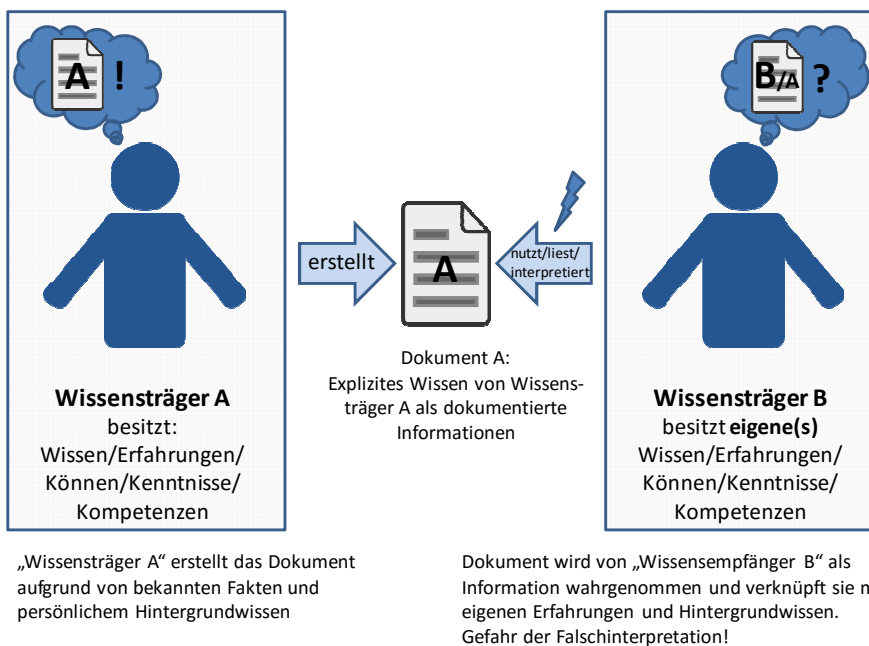 A !
B/A ?
erstellt
A
nutzt/liest/
interpretiert
Dokument A:
Explizites Wissen von Wissens-
träger A als dokumentierte
Informationen
Wissensträger A
besitzt:
Wissen/Erfahrungen/
Können/Kenntnisse/
Kompetenzen
Wissensträger B
besitzt eigene(s)
Wissen/Erfahrungen/
Können/Kenntnisse/
Kompetenzen
„Wissensträger A“ erstellt das Dokument
aufgrund von bekannten Fakten und
persönlichem Hintergrundwissen
Dokument wird von „Wissensempfänger B“ als
Information wahrgenommen und verknüpft sie
eigenen Erfahrungen und Hintergrundwissen.
Gefahr der Falschinterpretation!